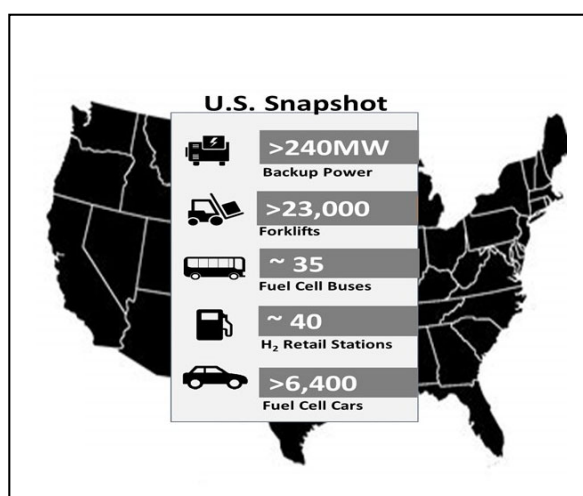 U.S. Snapshot
>240MW
Backup Power
>23,000
Forklifts
~ 35
Fuel Cell Buses
~ 40
H₂ Retail Stations
>6,400
Fuel Cell Cars